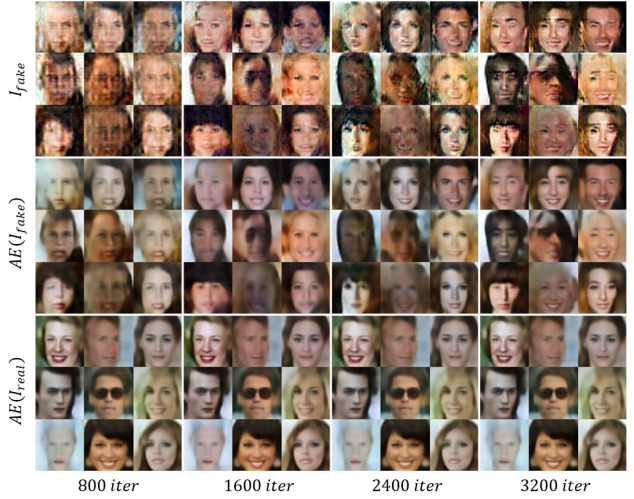 I_fake
AE(I_fake)
AE(I_real)
800 iter
1600 iter
2400 iter
3200 iter